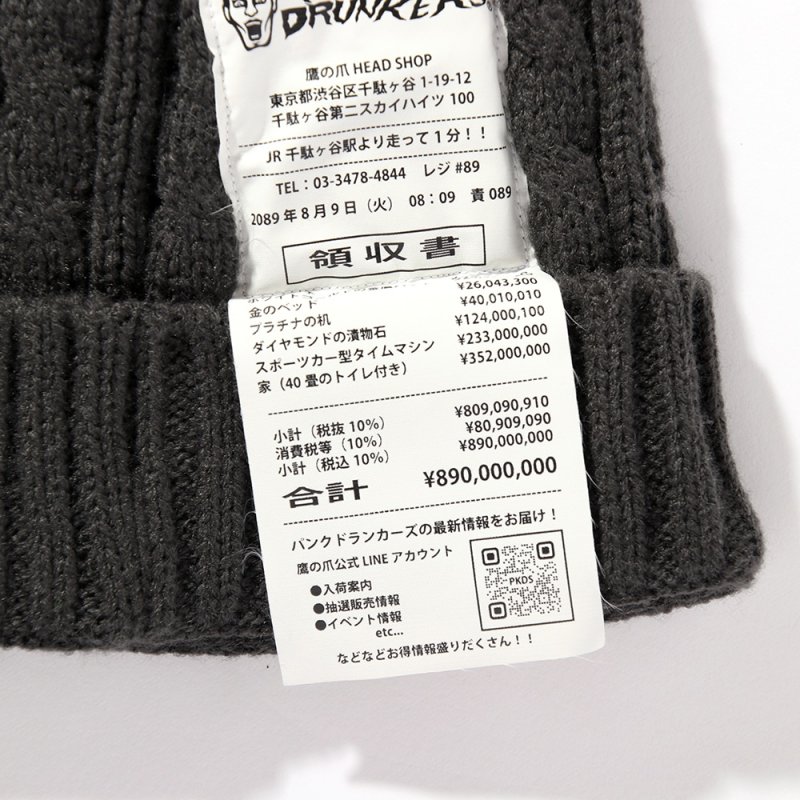 DRUNKERS
鷹の爪 HEAD SHOP
東京都渋谷区千駄ヶ谷 1-19-12
千駄ヶ谷第二スカイハイツ 100
JR 千駄ヶ谷駅より走って1分！！
TEL：03-3478-4844 レジ #89
2089年8月9日（火） 08：09 責 089
領収書
¥26,043,300
金のベッド ¥40,010,010
プラチナの机 ¥124,000,100
ダイヤモンドの漬物石 ¥233,000,000
スポーツカー型タイムマシン ¥352,000,000
家（40 畳のトイレ付き）
小計（税抜 10%） ¥809,090,910
消費税等（10%） ¥80,909,090
小計（税込 10%） ¥890,000,000
合計 ¥890,000,000
パンクドランカーズの最新情報をお届け！
鷹の爪公式 LINE アカウント
●入荷案内
●抽選販売情報
●イベント情報
etc...
PKDS
などなどお得情報盛りだくさん！！